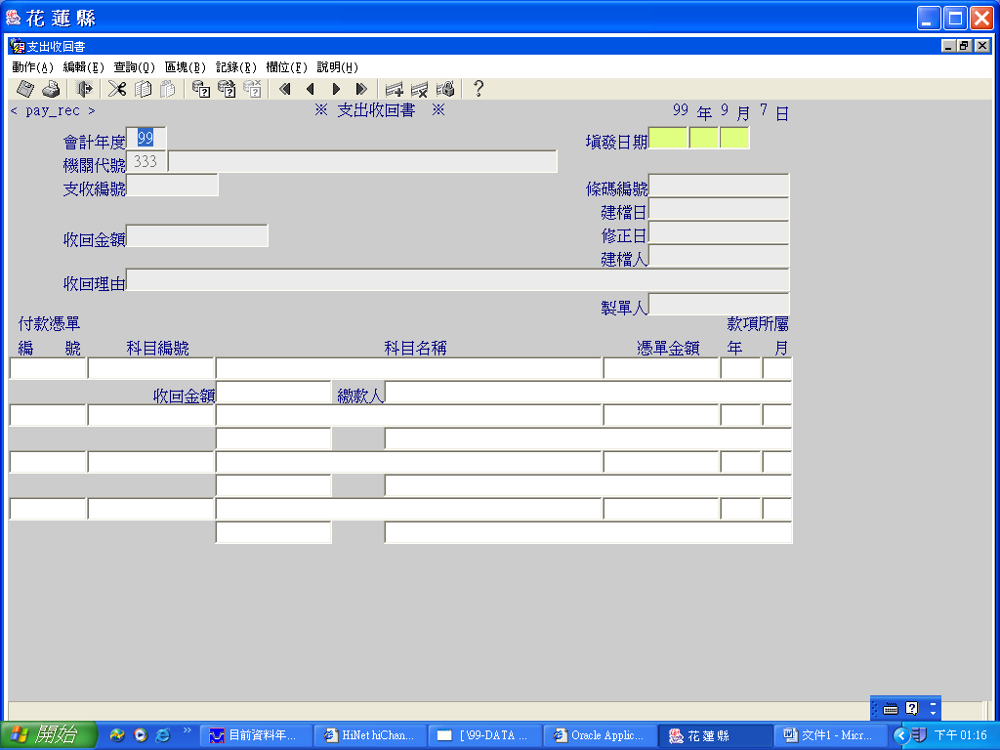 花蓮縣
支出收回書
動作(A) 編輯(E) 查詢(Q) 區塊(B) 記錄(R) 欄位(F) 說明(H)
< pay_rec > ※ 支出收回書 ※ 99 年 9 月 7 日
會計年度 99 填發日期
機關代號 333
支收編號 條碼編號
建檔日
收回金額 修正日
建檔人
收回理由
製單人
付款憑單 款項所屬
編 號 科目編號 科目名稱 憑單金額 年 月
收回金額 繳款人
開始 » 目前資料年... HiNet hiChan... [ \99-DATA ... Oracle Applic... 花蓮縣 文件1 - Micr... 下午 01:16